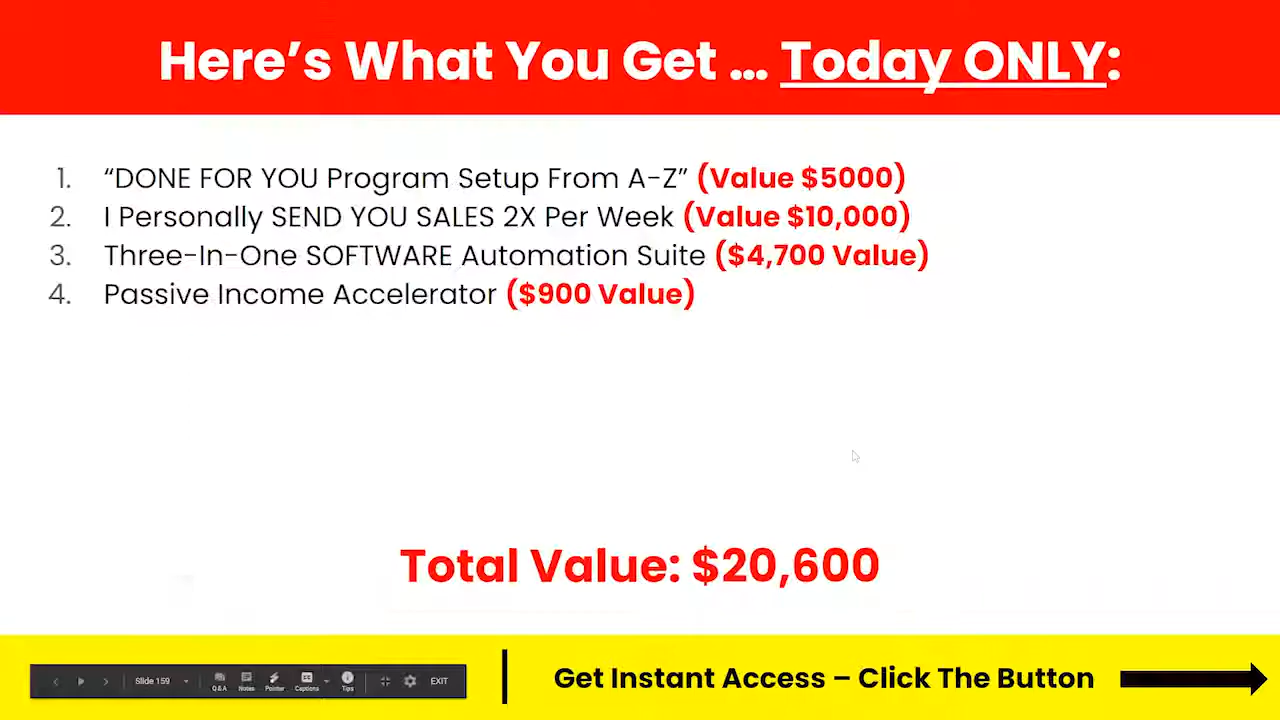 Here’s What You Get ... Today ONLY:
1. “DONE FOR YOU Program Setup From A-Z” (Value $5000)
2. I Personally SEND YOU SALES 2X Per Week (Value $10,000)
3. Three-In-One SOFTWARE Automation Suite ($4,700 Value)
4. Passive Income Accelerator ($900 Value)
Total Value: $20,600
Slide 159
Q&A Notes Pointer Captions Tips
EXIT
Get Instant Access – Click The Button